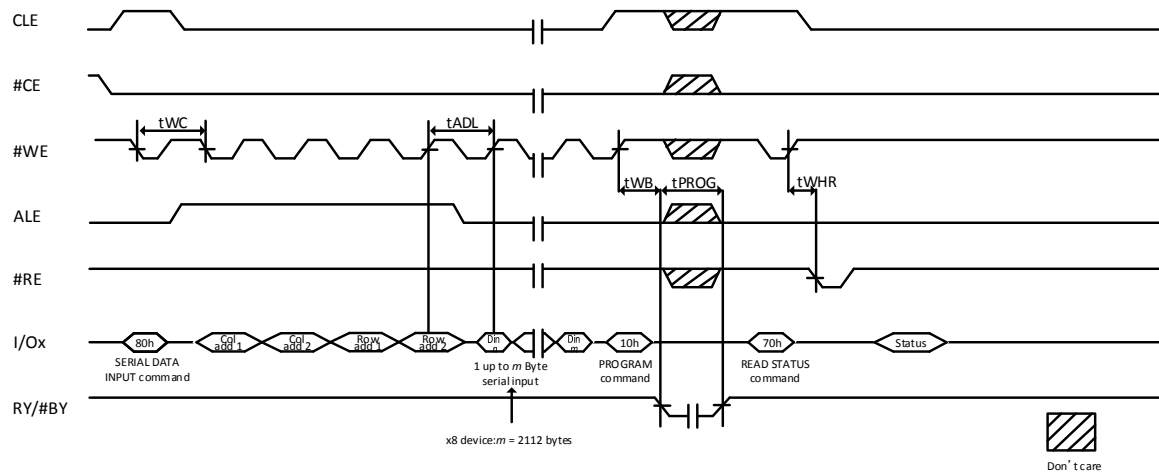 CLE
#CE
tWC
tADL
#WE
tWB
tPROG
tWHR
ALE
#RE
I/Ox
80h
Col
add 1
Col
add 2
Row
add 1
Row
add 2
Din
n
Din
m
10h
70h
Status
SERIAL DATA
INPUT command
1 up to m Byte
serial input
PROGRAM
command
READ STATUS
command
RY/#BY
x8 device:m = 2112 bytes
Don't care